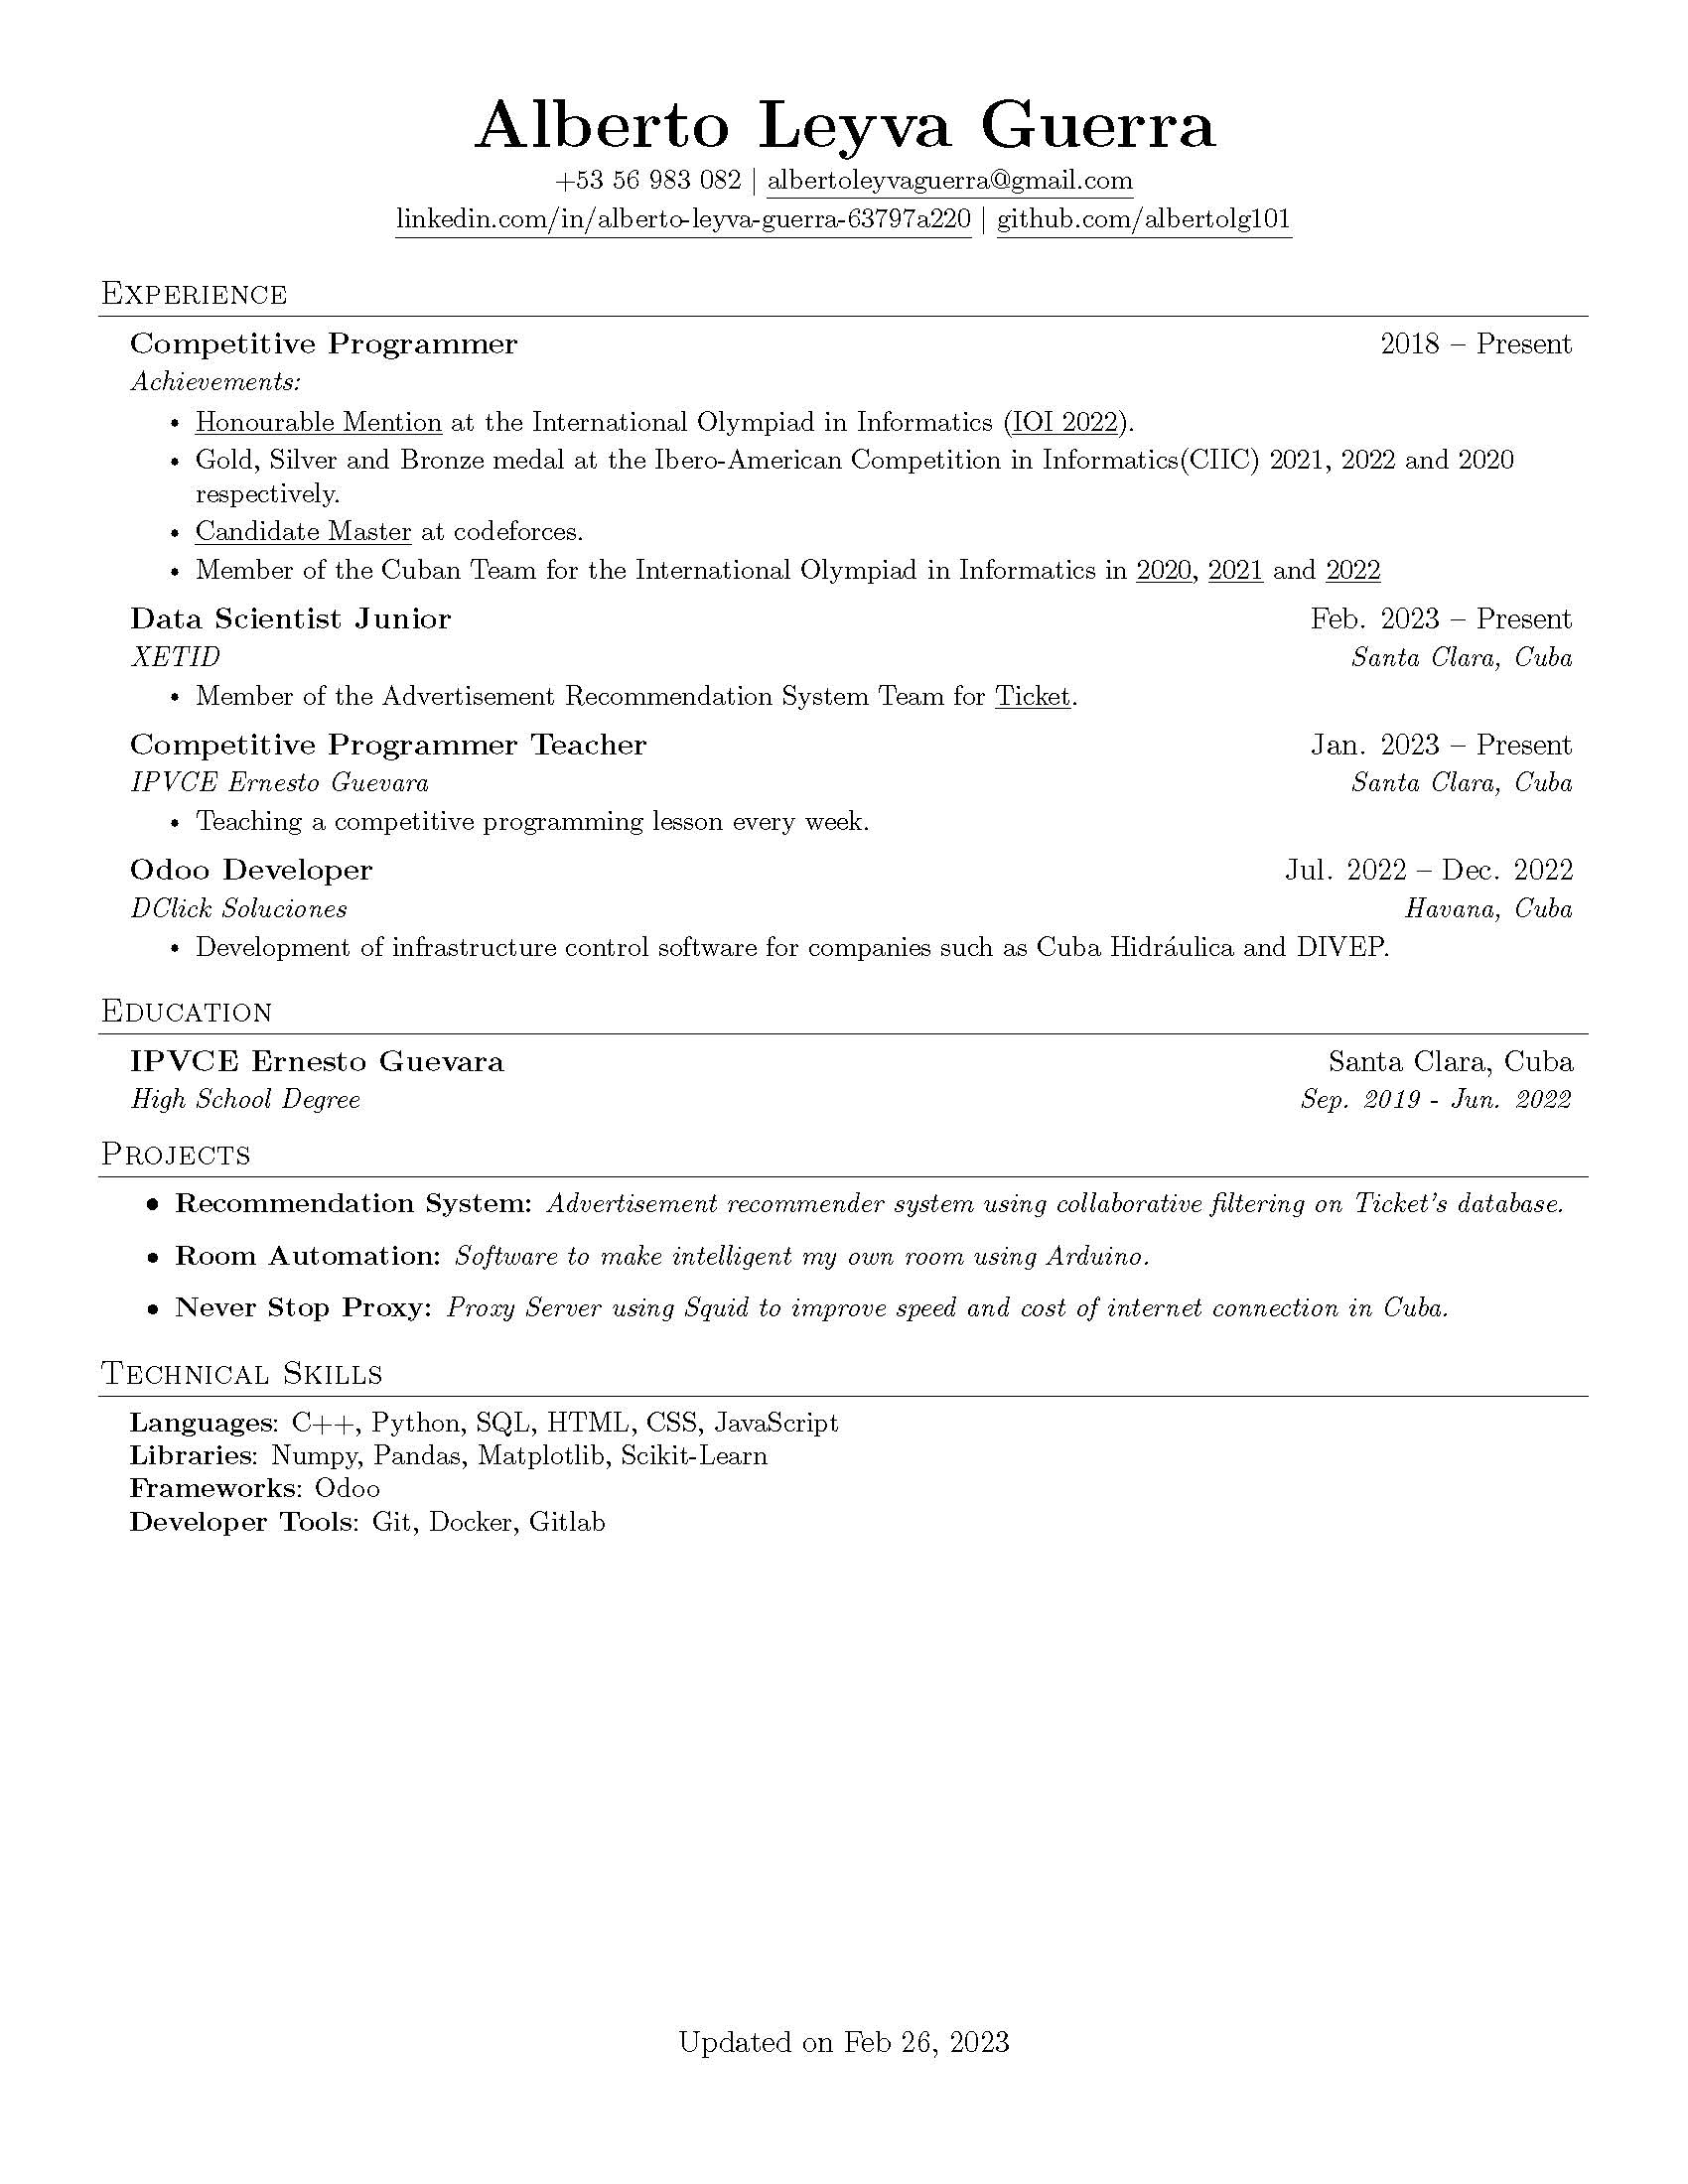 Alberto Leyva Guerra
+53 56 983 082 | albertoleyvaguerra@gmail.com
linkedin.com/in/alberto-leyva-guerra-63797a220 | github.com/albertolg101
Experience
Competitive Programmer 2018 – Present
Achievements:
• Honourable Mention at the International Olympiad in Informatics (IOI 2022).
• Gold, Silver and Bronze medal at the Ibero-American Competition in Informatics(CIIC) 2021, 2022 and 2020
respectively.
• Candidate Master at codeforces.
• Member of the Cuban Team for the International Olympiad in Informatics in 2020, 2021 and 2022
Data Scientist Junior Feb. 2023 – Present
XETID Santa Clara, Cuba
• Member of the Advertisement Recommendation System Team for Ticket.
Competitive Programmer Teacher Jan. 2023 – Present
IPVCE Ernesto Guevara Santa Clara, Cuba
• Teaching a competitive programming lesson every week.
Odoo Developer Jul. 2022 – Dec. 2022
DClick Soluciones Havana, Cuba
• Development of infrastructure control software for companies such as Cuba Hidráulica and DIVEP.
Education
IPVCE Ernesto Guevara Santa Clara, Cuba
High School Degree Sep. 2019 - Jun. 2022
Projects
• Recommendation System: Advertisement recommender system using collaborative filtering on Ticket's database.
• Room Automation: Software to make intelligent my own room using Arduino.
• Never Stop Proxy: Proxy Server using Squid to improve speed and cost of internet connection in Cuba.
Technical Skills
Languages: C++, Python, SQL, HTML, CSS, JavaScript
Libraries: Numpy, Pandas, Matplotlib, Scikit-Learn
Frameworks: Odoo
Developer Tools: Git, Docker, Gitlab
Updated on Feb 26, 2023